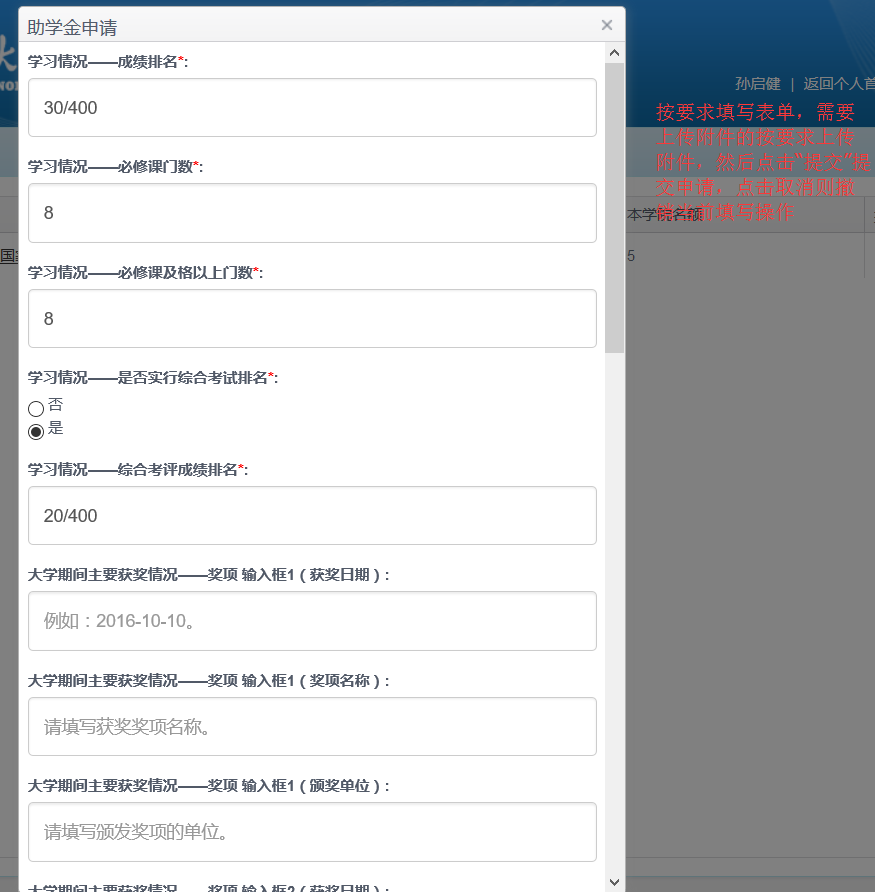 助学金申请
×
学习情况——成绩排名*:
30/400
学习情况——必修课门数*:
8
学习情况——必修课及格以上门数*:
8
学习情况——是否实行综合考试排名*:
否
是
学习情况——综合考评成绩排名*:
20/400
大学期间主要获奖情况——奖项 输入框1（获奖日期）:
例如：2016-10-10。
大学期间主要获奖情况——奖项 输入框1（奖项名称）:
请填写获奖奖项名称。
大学期间主要获奖情况——奖项 输入框1（颁奖单位）:
请填写颁发奖项的单位。
大学期间主要获奖情况——奖项 输入框2（获奖日期）:
孙启健 | 返回个人首
按要求填写表单，需要
上传附件的按要求上传
附件，然后点击"提交"提
交申请，点击取消则撤
当前填写操作
本学院名额
国
5